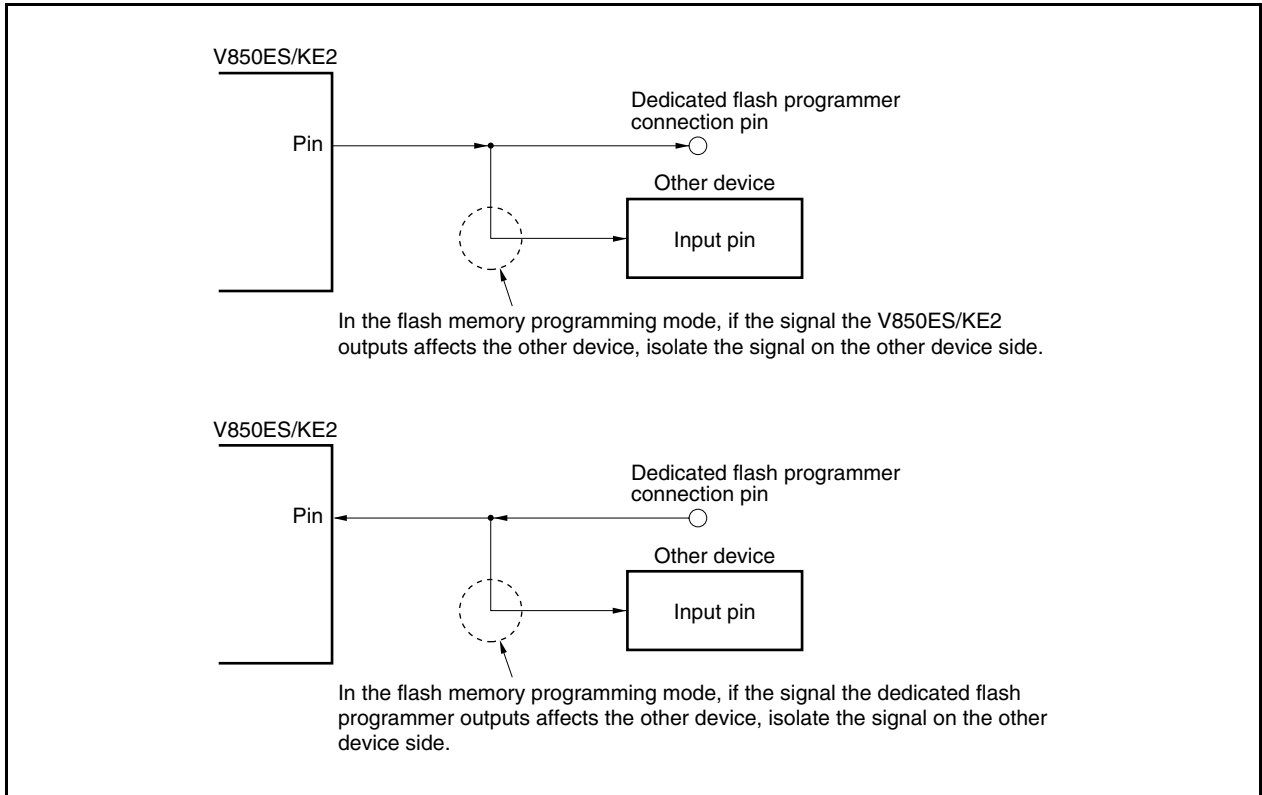 V850ES/KE2
Dedicated flash programmer
connection pin
Pin
Other device
Input pin
In the flash memory programming mode, if the signal the V850ES/KE2
outputs affects the other device, isolate the signal on the other device side.
V850ES/KE2
Dedicated flash programmer
connection pin
Pin
Other device
Input pin
In the flash memory programming mode, if the signal the dedicated flash
programmer outputs affects the other device, isolate the signal on the other
device side.